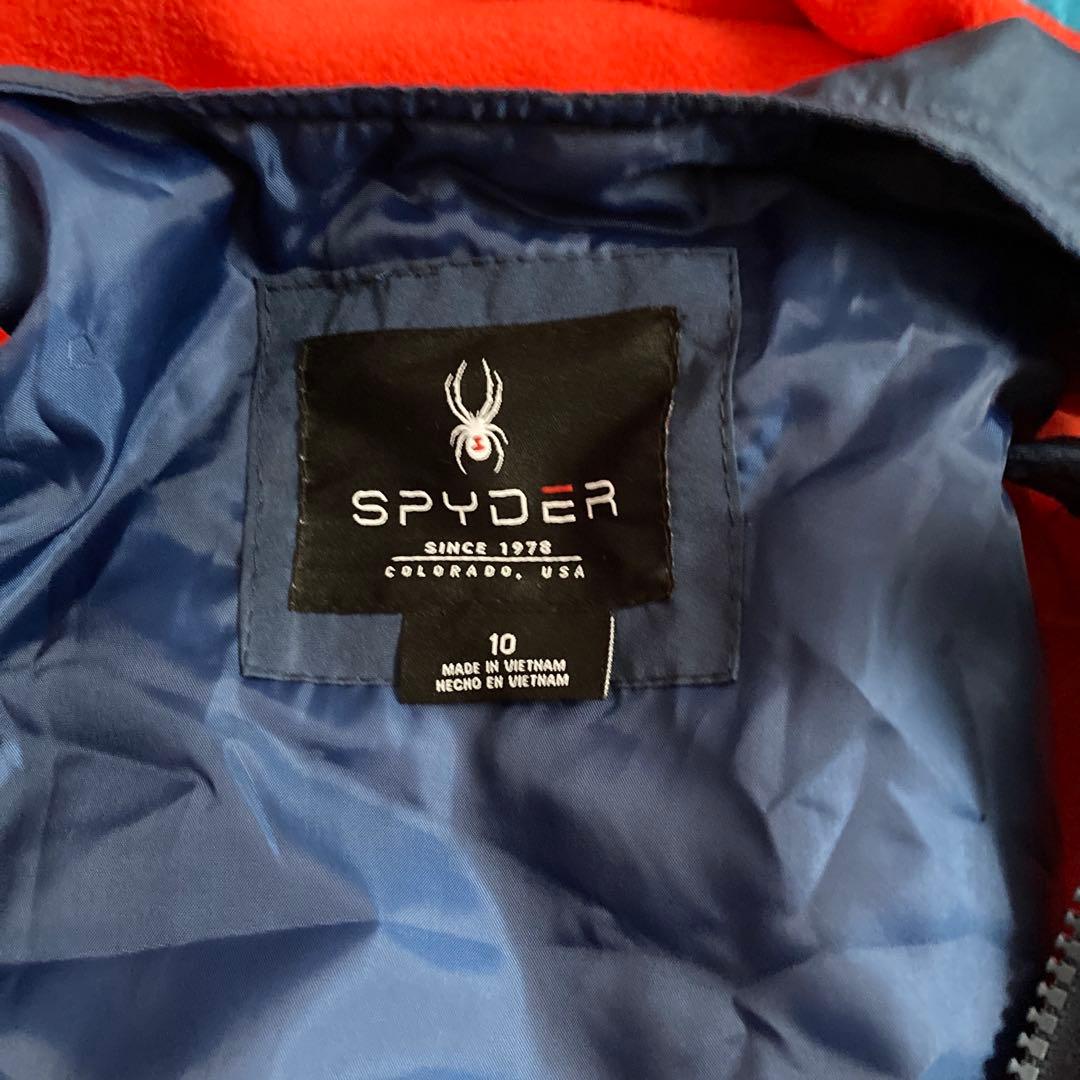 SPYDER
SINCE 1978
COLORADO, USA
10
MADE IN VIETNAM
HECHO EN VIETNAM